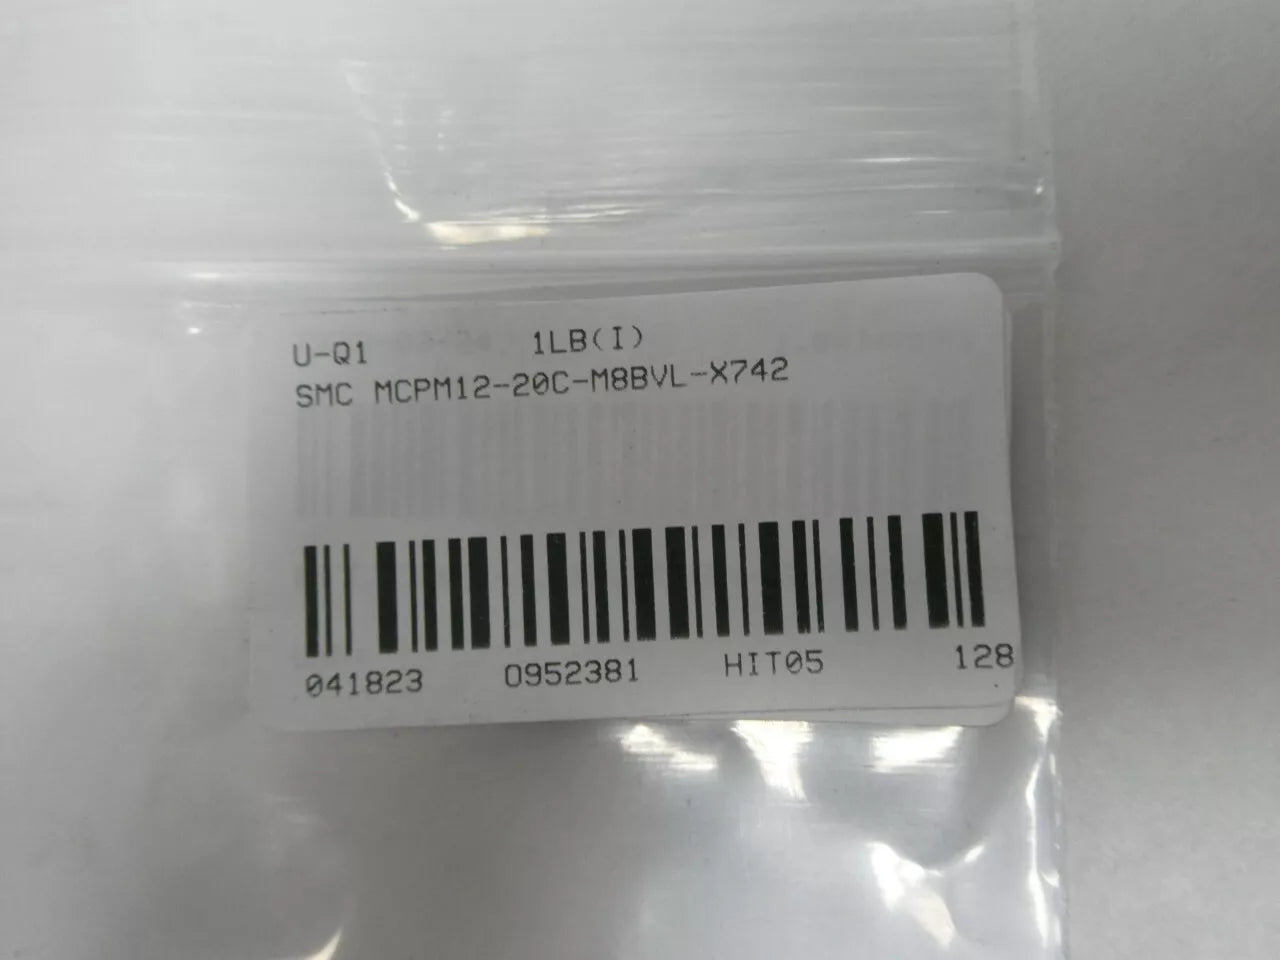 U-Q1 1LB(I)
SMC MCPM12-20C-M8BVL-X742
041823 0952381 HIT05 128